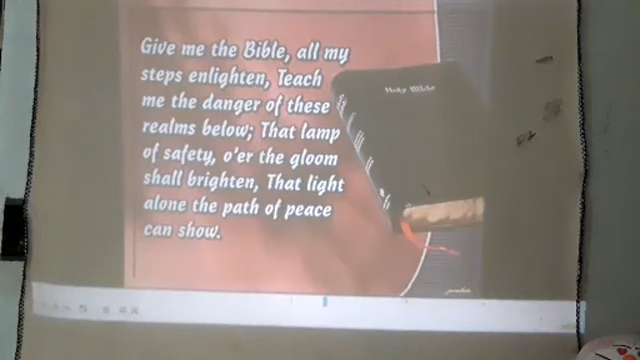 Give me the Bible, all my
steps enlighten, Teach
me the danger of these
realms below; That lamp
of safety, o'er the gloom
shall brighten, That light
alone the path of peace
can show.
Holy Bible